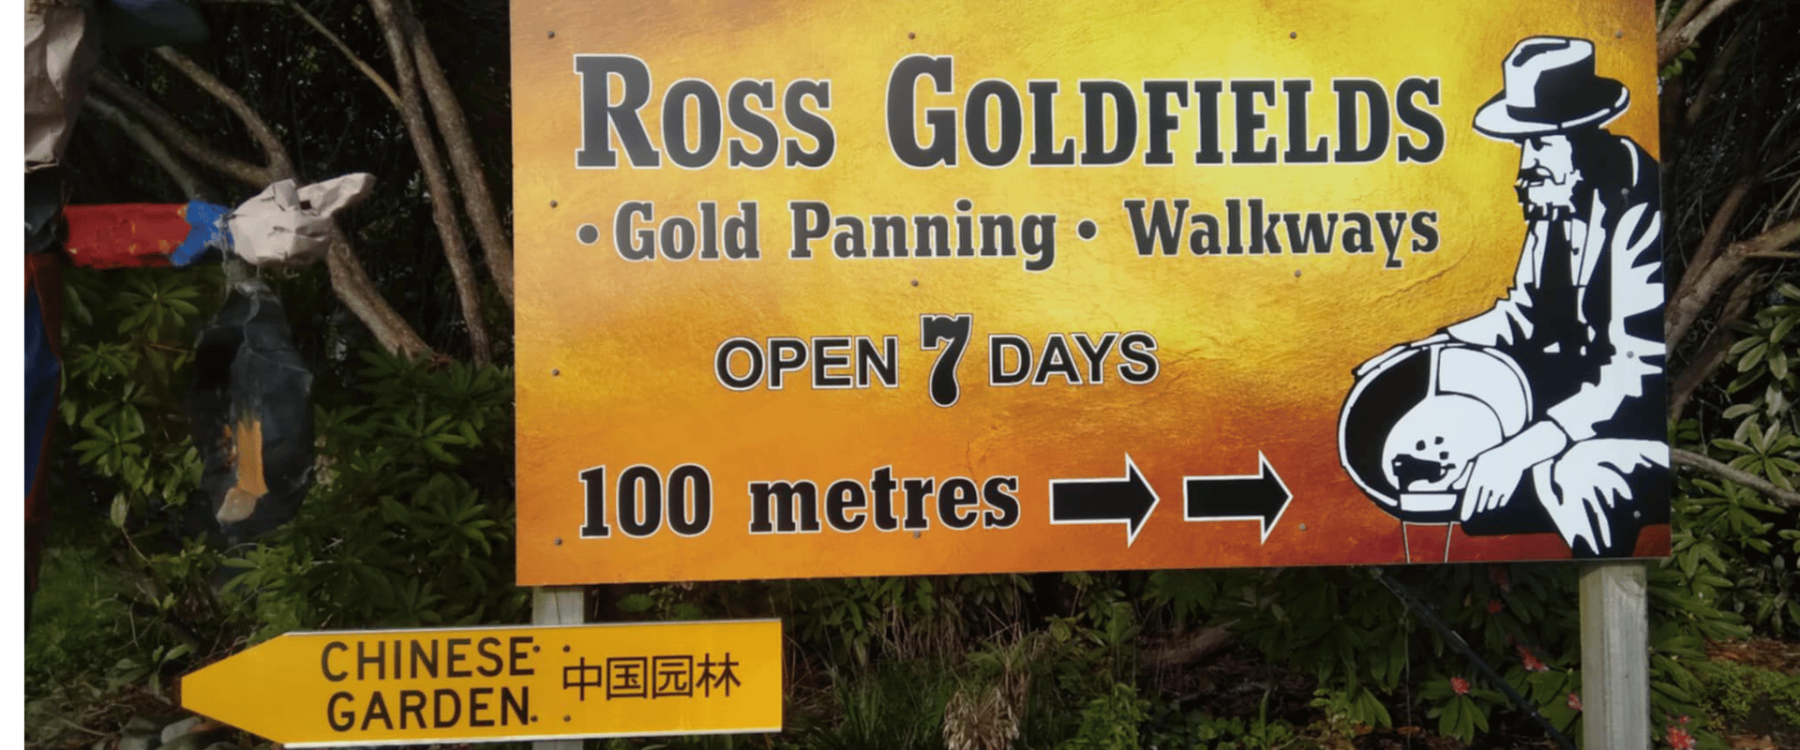 ROSS GOLDFIELDS
• Gold Panning • Walkways
OPEN 7 DAYS
100 metres
CHINESE
GARDEN
中国园林